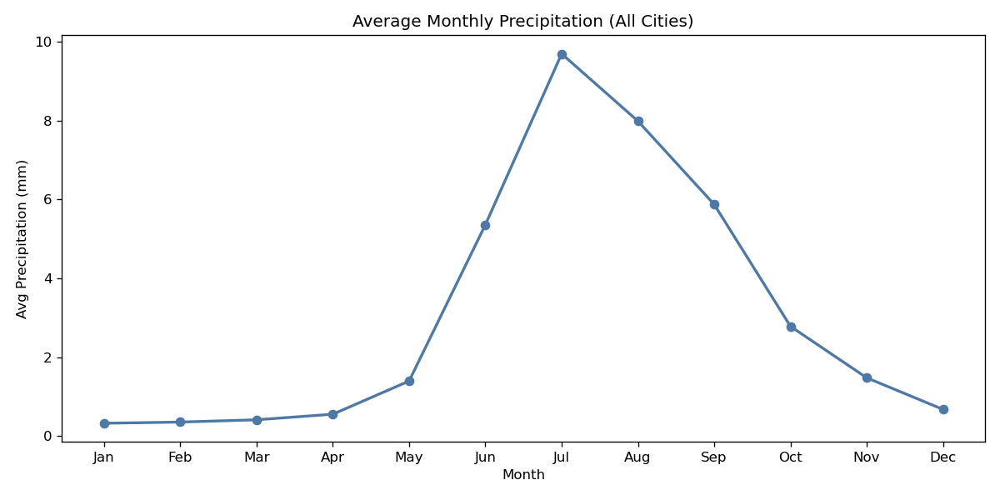 Average Monthly Precipitation (All Cities)
Avg Precipitation (mm)
10
8
6
4
2
0
Jan Feb Mar Apr May Jun Jul Aug Sep Oct Nov Dec
Month